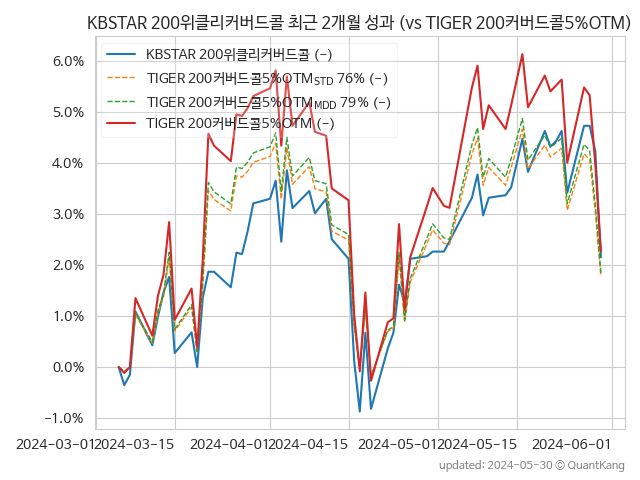 KBSTAR 200위클리커버드콜 최근 2개월 성과 (vs TIGER 200커버드콜5%OTM)
KBSTAR 200위클리커버드콜 (-)
TIGER 200커버드콜5%OTM_STD 76% (-)
TIGER 200커버드콜5%OTM_MDD 79% (-)
TIGER 200커버드콜5%OTM (-)
6.0%
5.0%
4.0%
3.0%
2.0%
1.0%
0.0%
-1.0%
2024-03-01 2024-03-15 2024-04-01 2024-04-15 2024-05-01 2024-05-15 2024-06-01
updated: 2024-05-30 © QuantKang